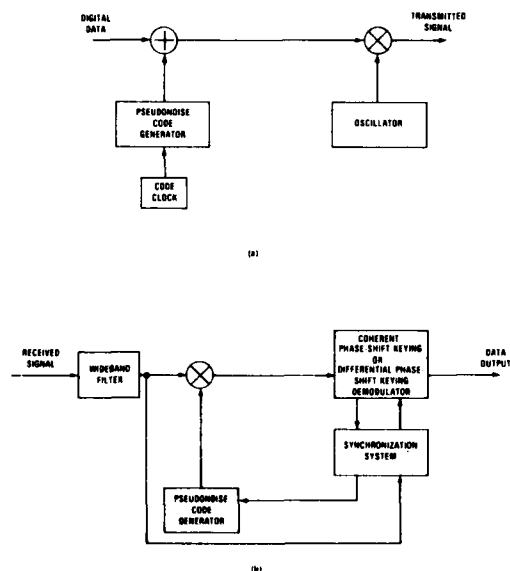 DIGITAL
DATA
TRANSMITTED
SIGNAL
PSEUDONOISE
CODE
GENERATOR
OSCILLATOR
CODE
CLOCK
(a)
RECEIVED
SIGNAL
WIDEBAND
FILTER
COHERENT
PHASE-SHIFT KEYING
OR
DIFFERENTIAL PHASE-
SHIFT KEYING
DEMODULATOR
DATA
OUTPUT
SYNCHRONIZATION
SYSTEM
PSEUDONOISE
CODE
GENERATOR
(b)